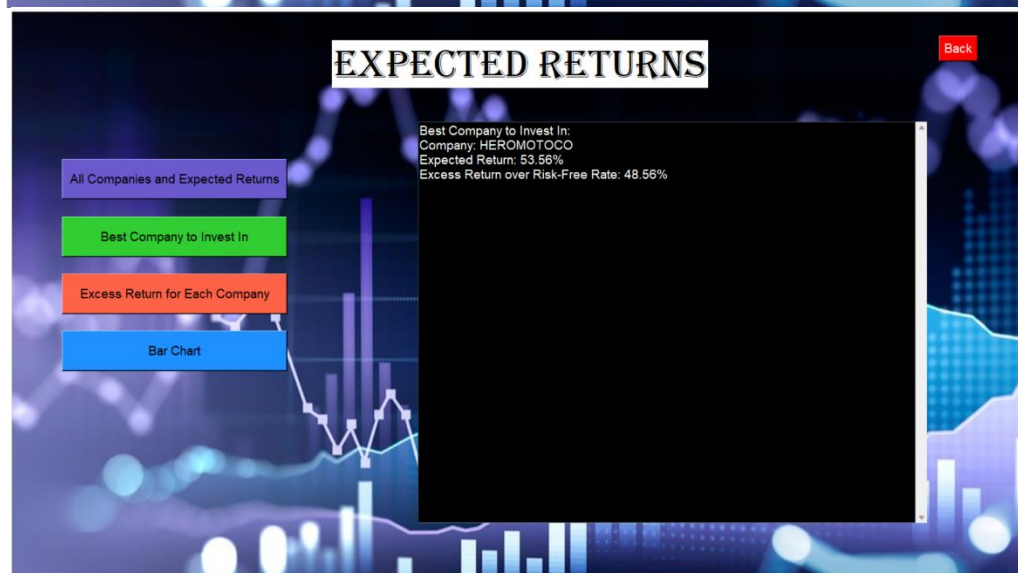 EXPECTED RETURNS
Back
Best Company to Invest In:
Company: HEROMOTOCO
Expected Return: 53.56%
Excess Return over Risk-Free Rate: 48.56%
All Companies and Expected Returns
Best Company to Invest In
Excess Return for Each Company
Bar Chart